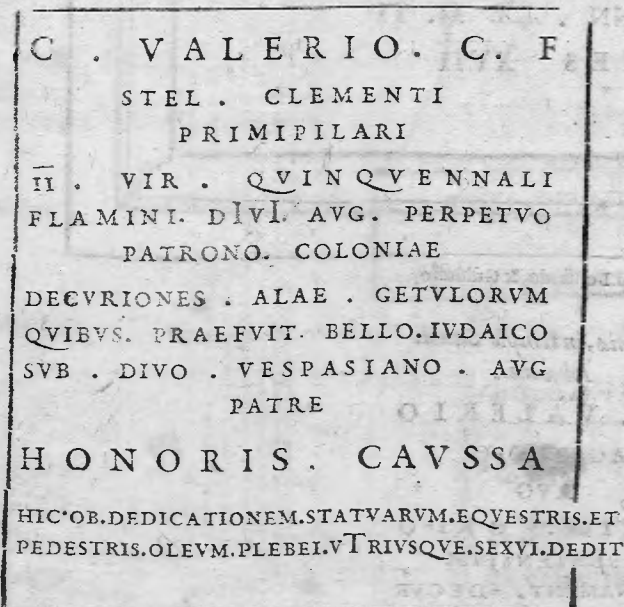 C . VALERIO. C. F
STEL . CLEMENTI
PRIMIPILARI
II . VIR . QVINQVENNALI
FLAMINI. DIVI. AVG. PERPETVO
PATRONO. COLONIAE
DECVRIONES . ALAE . GETVLORVM
QVIBVS. PRAEFVIT. BELLO.IVDAICO
SVB . DIVO . VESPASIANO . AVG
PATRE
HONORIS . CAVSSA
HIC·OB.DEDICATIONEM.STATVARVM.EQVESTRIS.ET
PEDESTRIS.OLEVM.PLEBEI.VTRIVSQVE.SEXVI.DEDIT